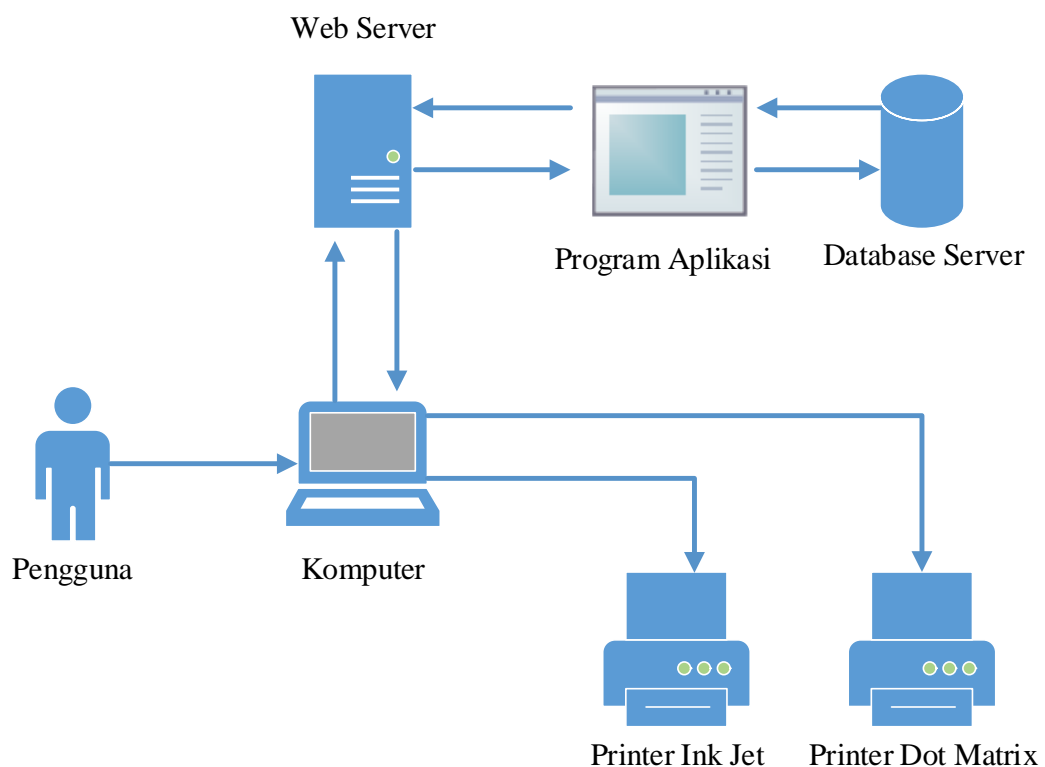 Web Server
Program Aplikasi
Database Server
Pengguna
Komputer
Printer Ink Jet
Printer Dot Matrix